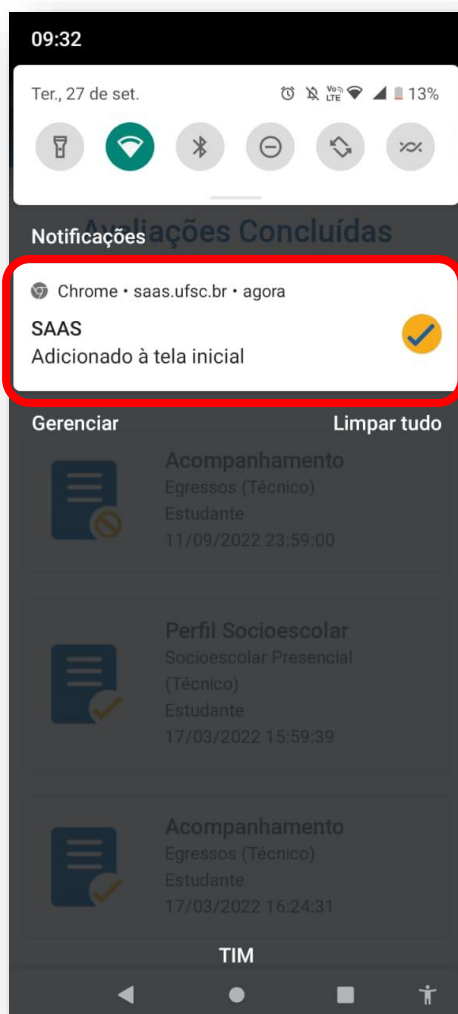 09:32
Ter., 27 de set.
Vo))
LTE
13%
Avaliações Concluídas
Notificações
Chrome • saas.ufsc.br • agora
SAAS
Adicionado à tela inicial
Gerenciar
Limpar tudo
Acompanhamento
Egressos (Técnico)
Estudante
11/09/2022 23:59:00
Perfil Socioescolar
Socioescolar Presencial
(Técnico)
Estudante
17/03/2022 15:59:39
Acompanhamento
Egressos (Técnico)
Estudante
17/03/2022 16:24:31
TIM